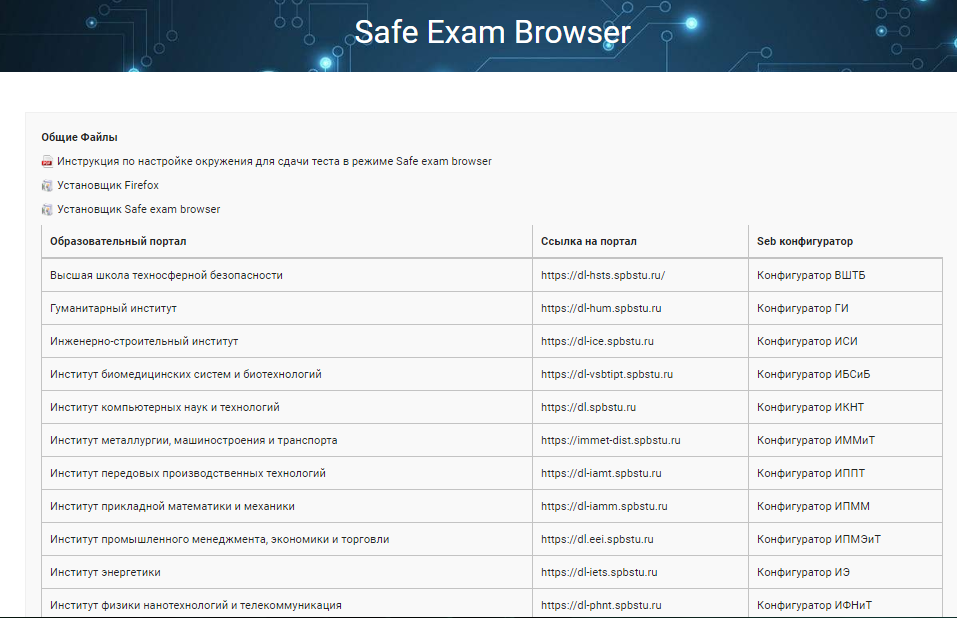 Safe Exam Browser
Общие Файлы
Инструкция по настройке окружения для сдачи теста в режиме Safe exam browser
Установщик Firefox
Установщик Safe exam browser
Образовательный портал Ссылка на портал Seb конфигуратор
Высшая школа техносферной безопасности https://dl-hsts.spbstu.ru/ Конфигуратор ВШТБ
Гуманитарный институт https://dl-hum.spbstu.ru Конфигуратор ГИ
Инженерно-строительный институт https://dl-ice.spbstu.ru Конфигуратор ИСИ
Институт биомедицинских систем и биотехнологий https://dl-vsbtipt.spbstu.ru Конфигуратор ИБСиБ
Институт компьютерных наук и технологий https://dl.spbstu.ru Конфигуратор ИКНТ
Институт металлургии, машиностроения и транспорта https://immet-dist.spbstu.ru Конфигуратор ИММиТ
Институт передовых производственных технологий https://dl-iamt.spbstu.ru Конфигуратор ИППТ
Институт прикладной математики и механики https://dl-iamm.spbstu.ru Конфигуратор ИПММ
Институт промышленного менеджмента, экономики и торговли https://dl.eei.spbstu.ru Конфигуратор ИПМЭиТ
Институт энергетики https://dl-iets.spbstu.ru Конфигуратор ИЭ
Институт физики нанотехнологий и телекоммуникация https://dl-phnt.spbstu.ru Конфигуратор ИФНиТ